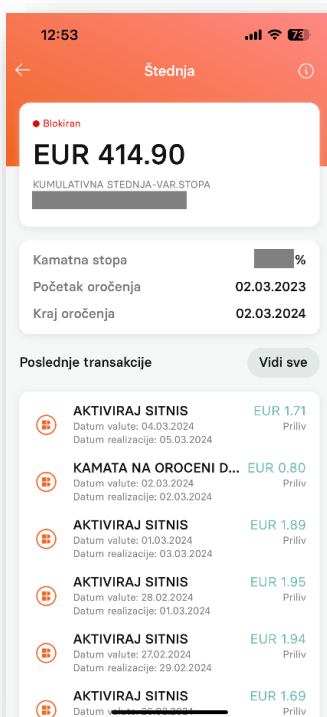 12:53
73
Štednja
Blokiran
EUR 414.90
KUMULATIVNA STEDNJA-VAR.STOPA
Kamatna stopa %
Početak oročenja 02.03.2023
Kraj oročenja 02.03.2024
Poslednje transakcije Vidi sve
AKTIVIRAJ SITNIS EUR 1.71
Datum valute: 04.03.2024 Priliv
Datum realizacije: 05.03.2024
KAMATA NA OROCENI D... EUR 0.80
Datum valute: 02.03.2024 Priliv
Datum realizacije: 02.03.2024
AKTIVIRAJ SITNIS EUR 1.89
Datum valute: 01.03.2024 Priliv
Datum realizacije: 03.03.2024
AKTIVIRAJ SITNIS EUR 1.95
Datum valute: 28.02.2024 Priliv
Datum realizacije: 01.03.2024
AKTIVIRAJ SITNIS EUR 1.94
Datum valute: 27.02.2024 Priliv
Datum realizacije: 29.02.2024
AKTIVIRAJ SITNIS EUR 1.69
Datum Priliv